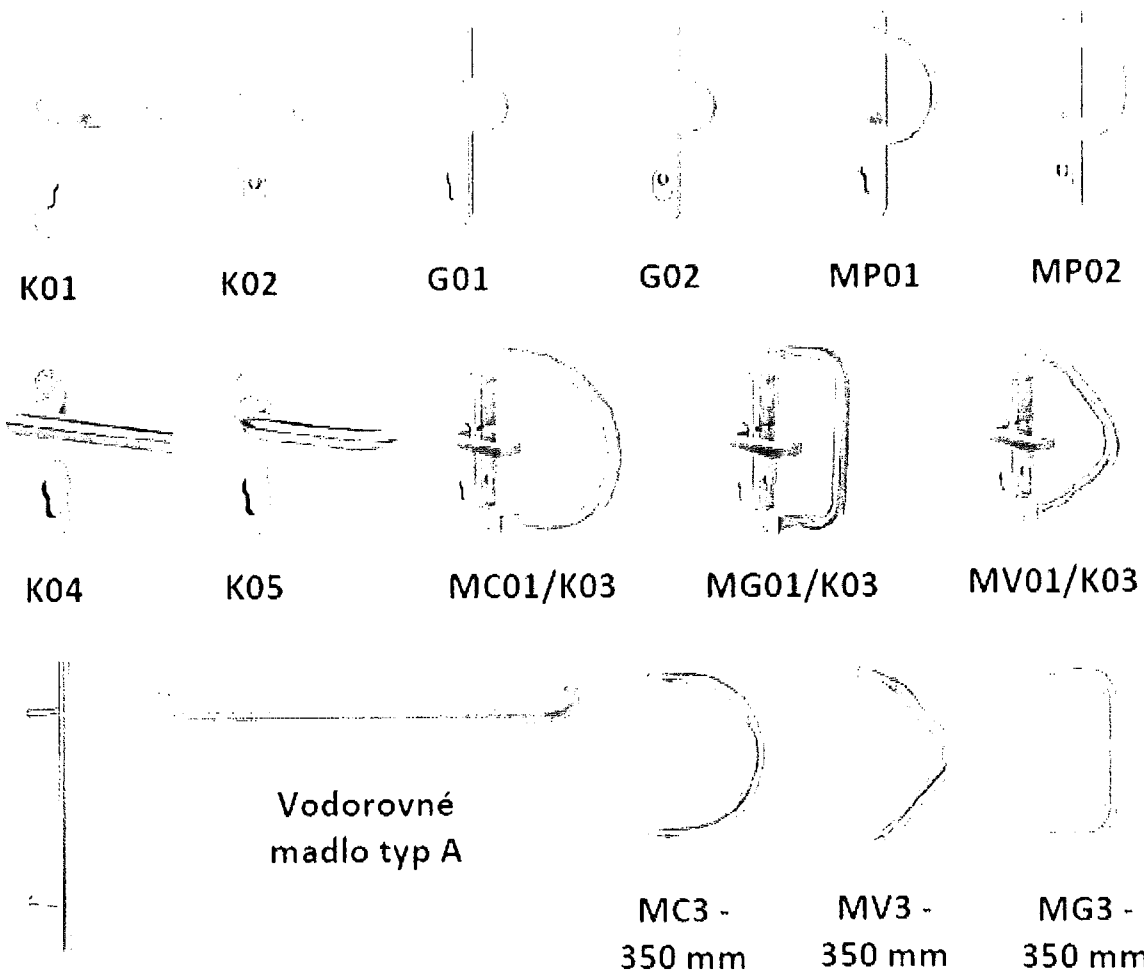 K01 K02 G01 G02 MP01 MP02
K04 K05 MC01/K03 MG01/K03 MV01/K03
Vodorovné
madlo typ A
MC3 - MV3 - MG3 -
350 mm 350 mm 350 mm